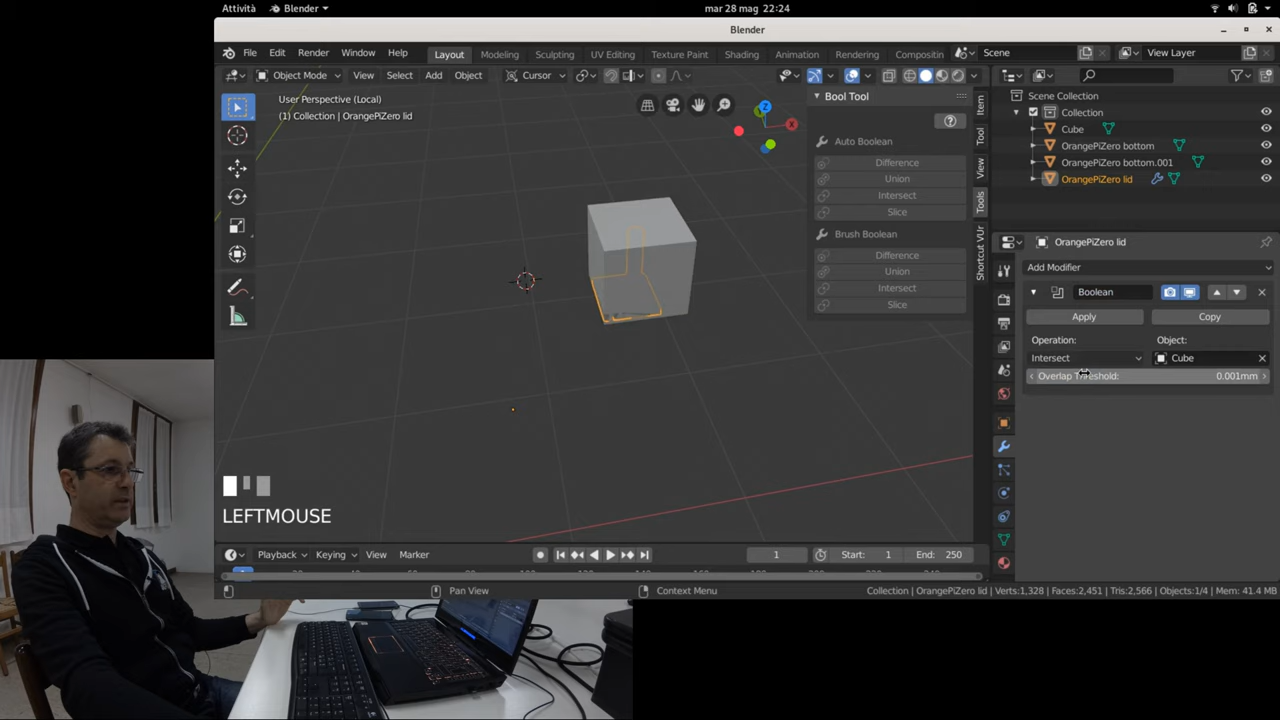 Attività Blender mar 28 mag 22:24
Blender
File Edit Render Window Help Layout Modeling Sculpting UV Editing Texture Paint Shading Animation Rendering Compositin Scene View Layer
Object Mode View Select Add Object Cursor
User Perspective (Local)
(1) Collection | OrangePiZero lid
Z
X
Bool Tool
Auto Boolean
Difference
Union
Intersect
Slice
Brush Boolean
Difference
Union
Intersect
Slice
Item
Tool
View
Tools
Shortcut VUr
Scene Collection
Collection
Cube
OrangePiZero bottom
OrangePiZero bottom.001
OrangePiZero lid
OrangePiZero lid
Add Modifier
Boolean
Apply Copy
Operation: Object:
Intersect Cube
Overlap Threshold: 0.001mm
LEFTMOUSE
Playback Keying View Marker 1 Start: 1 End: 250
Pan View Context Menu Collection | OrangePiZero lid | Verts:1,328 | Faces:2,451 | Tris:2,566 | Objects:1/4 | Mem: 41.4 MB